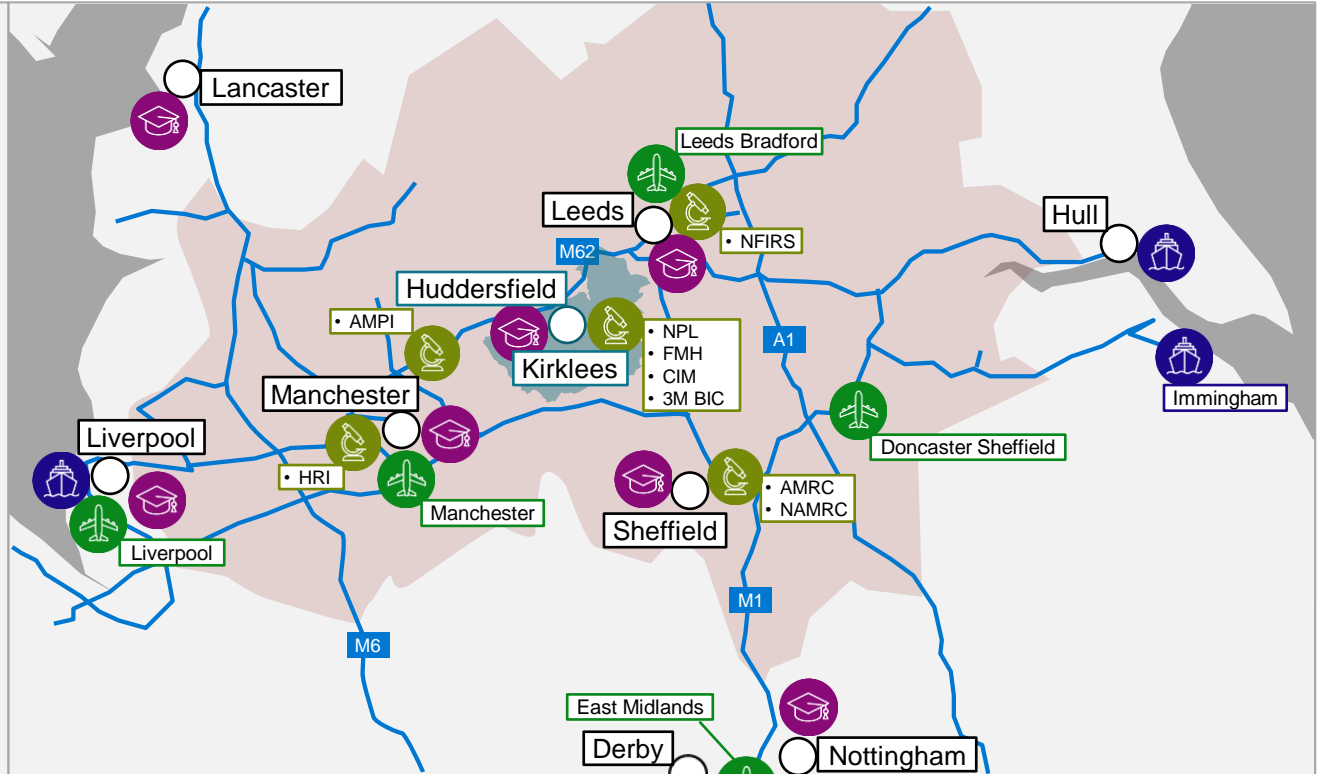 Lancaster
Leeds Bradford
Leeds
Hull
• NFIRS
M62
Huddersfield
• AMPI
• NPL
• FMH
• CIM
• 3M BIC
A1
Kirklees
Manchester
Immingham
Liverpool
Doncaster Sheffield
• HRI
• AMRC
• NAMRC
Manchester
Sheffield
Liverpool
M1
M6
East Midlands
Derby
Nottingham